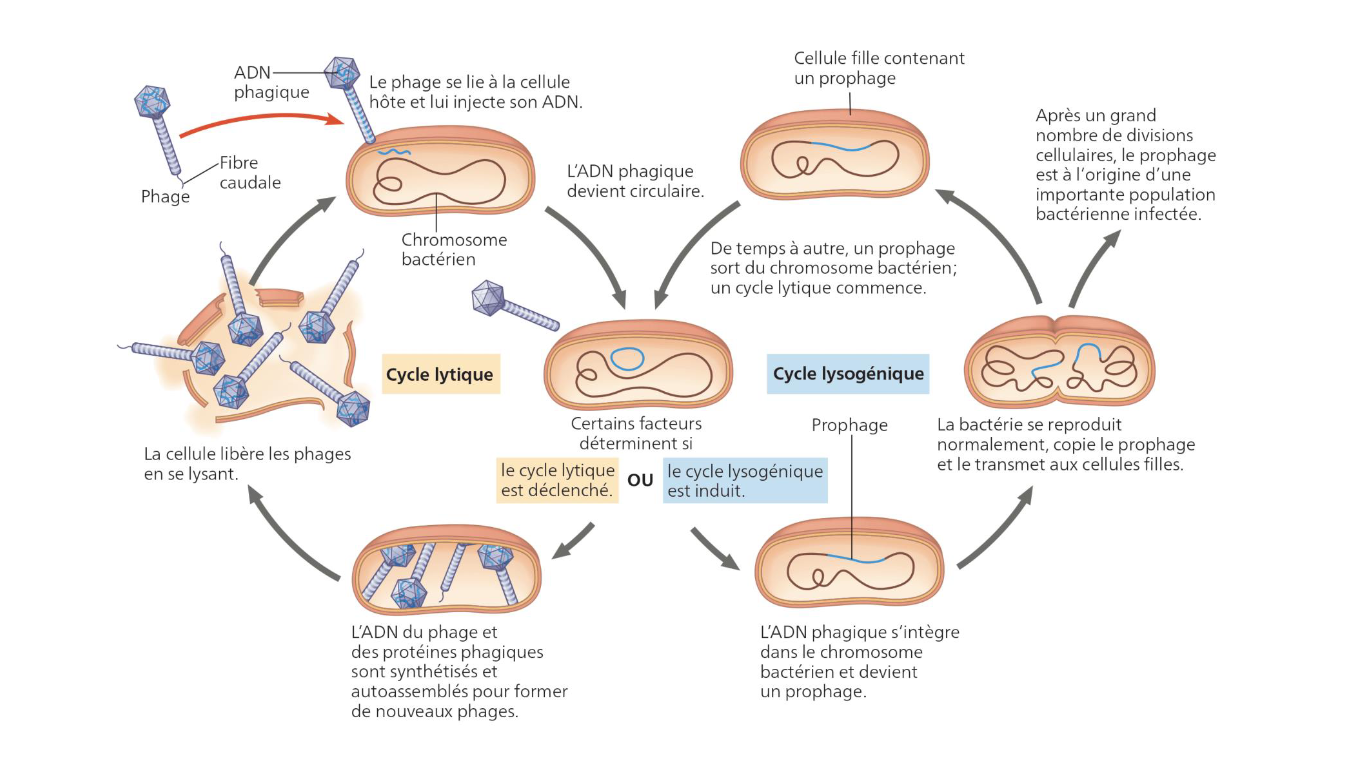 ADN
phagique
Le phage se lie à la cellule
hôte et lui injecte son ADN.
Fibre
caudale
Phage
Chromosome
bactérien
L’ADN phagique
devient circulaire.
Cellule fille contenant
un prophage
Après un grand
nombre de divisions
cellulaires, le prophage
est à l’origine d’une
importante population
bactérienne infectée.
De temps à autre, un prophage
sort du chromosome bactérien;
un cycle lytique commence.
Cycle lytique
Cycle lysogénique
Certains facteurs
déterminent si
le cycle lytique
est déclenché.
OU
le cycle lysogénique
est induit.
Prophage
La bactérie se reproduit
normalement, copie le prophage
et le transmet aux cellules filles.
La cellule libère les phages
en se lysant.
L’ADN du phage et
des protéines phagiques
sont synthétisés et
autoassemblés pour former
de nouveaux phages.
L’ADN phagique s’intègre
dans le chromosome
bactérien et devient
un prophage.